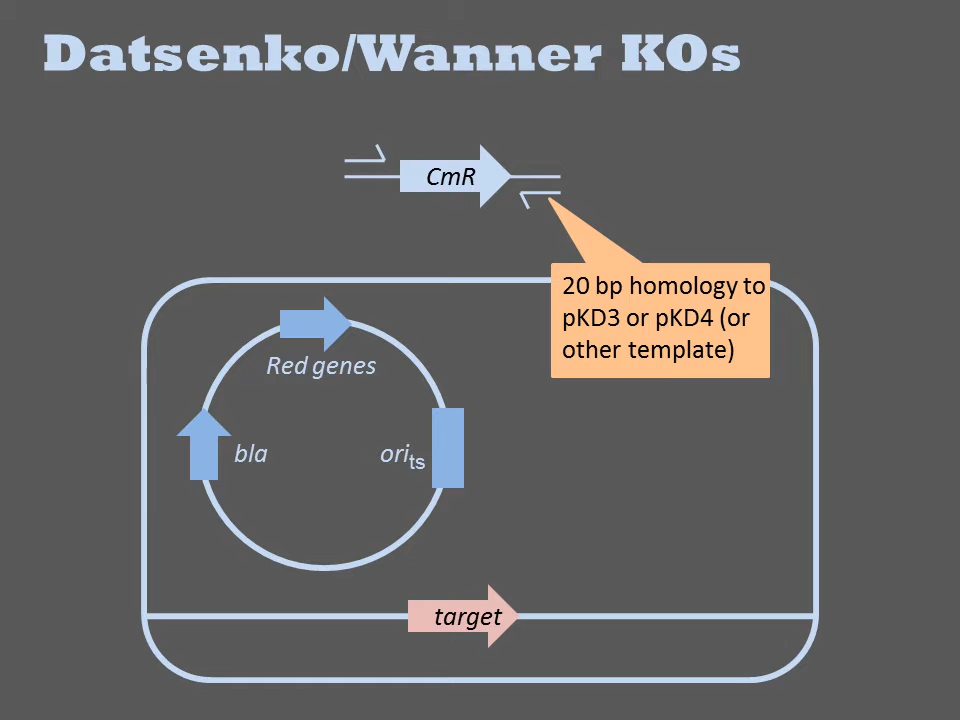 Datsenko/Wanner KOs
CmR
20 bp homology to
pKD3 or pKD4 (or
other template)
Red genes
bla
orits
target